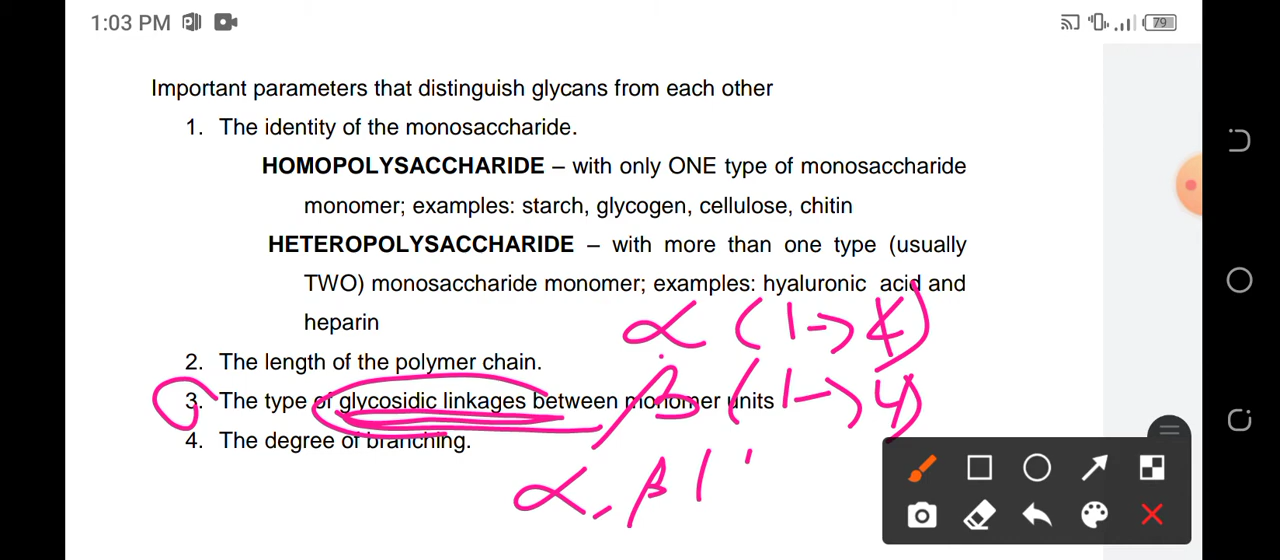 1:03 PM
79
Important parameters that distinguish glycans from each other
1. The identity of the monosaccharide.
HOMOPOLYSACCHARIDE – with only ONE type of monosaccharide
monomer; examples: starch, glycogen, cellulose, chitin
HETEROPOLYSACCHARIDE – with more than one type (usually
TWO) monosaccharide monomer; examples: hyaluronic acid and
heparin
α (1→4)
2. The length of the polymer chain.
3. The type of glycosidic linkages between monomer units
β (1→4)
4. The degree of branching.
α, β (1